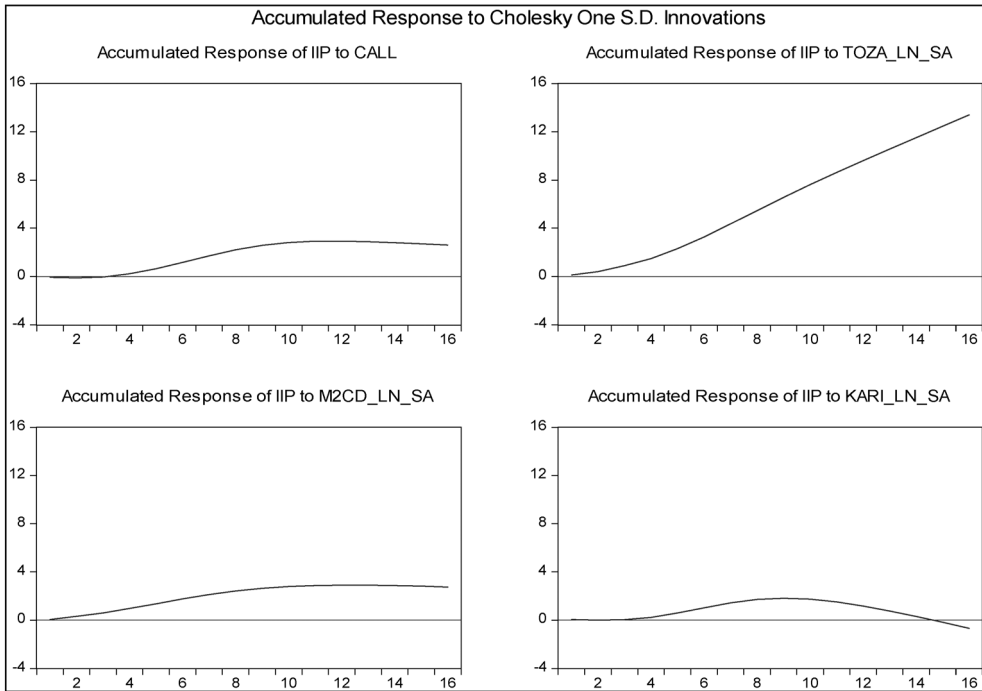 Accumulated Response to Cholesky One S.D. Innovations
Accumulated Response of IIP to CALL
16
12
8
4
0
-4
2 4 6 8 10 12 14 16
Accumulated Response of IIP to TOZA_LN_SA
16
12
8
4
0
-4
2 4 6 8 10 12 14 16
Accumulated Response of IIP to M2CD_LN_SA
16
12
8
4
0
-4
2 4 6 8 10 12 14 16
Accumulated Response of IIP to KARI_LN_SA
16
12
8
4
0
-4
2 4 6 8 10 12 14 16